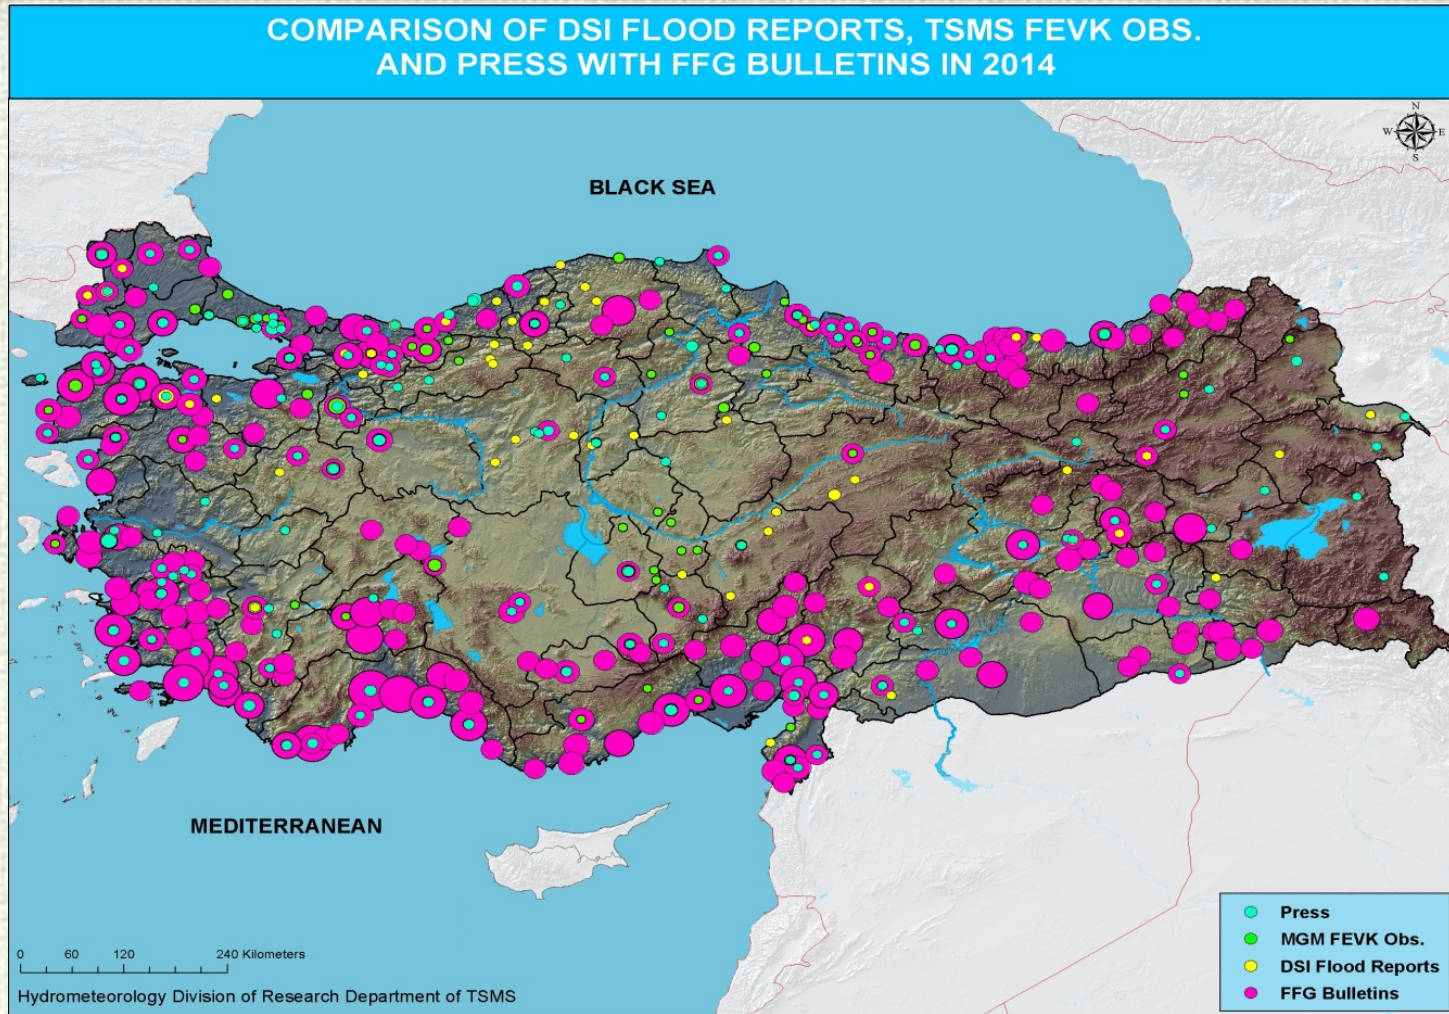 COMPARISON OF DSI FLOOD REPORTS, TSMS FEVK OBS.
AND PRESS WITH FFG BULLETINS IN 2014
N
W E
S
BLACK SEA
MEDITERRANEAN
0 60 120 240 Kilometers
Hydrometeorology Division of Research Department of TSMS
Press
MGM FEVK Obs.
DSI Flood Reports
FFG Bulletins